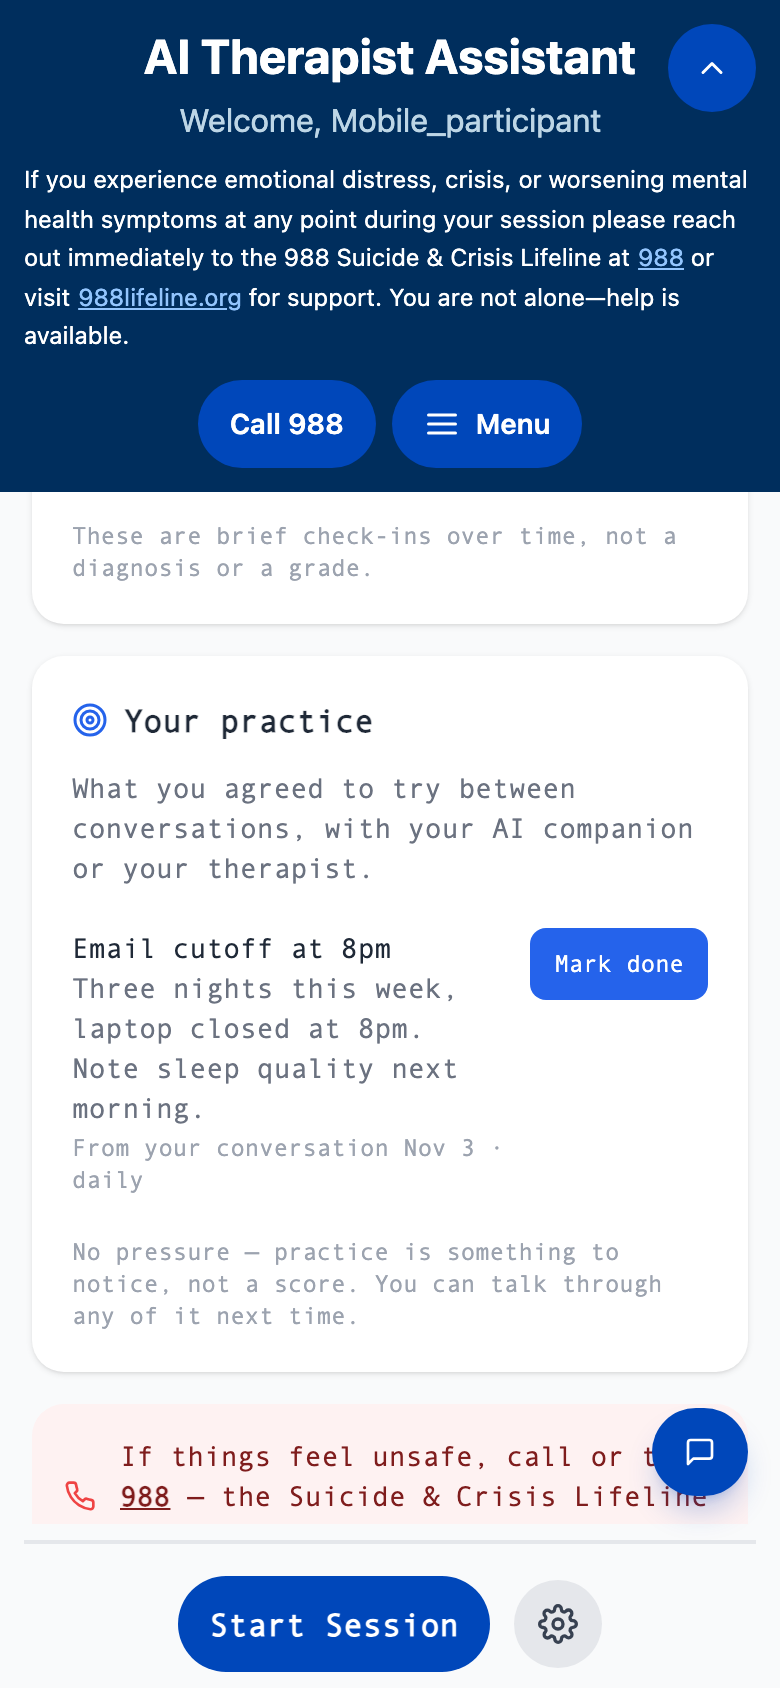 AI Therapist Assistant
Welcome, Mobile_participant
If you experience emotional distress, crisis, or worsening mental
health symptoms at any point during your session please reach
out immediately to the 988 Suicide & Crisis Lifeline at 988 or
visit 988lifeline.org for support. You are not alone—help is
available.
Call 988
Menu
These are brief check-ins over time, not a
diagnosis or a grade.
Your practice
What you agreed to try between
conversations, with your AI companion
or your therapist.
Email cutoff at 8pm
Mark done
Three nights this week,
laptop closed at 8pm.
Note sleep quality next
morning.
From your conversation Nov 3 ·
daily
No pressure — practice is something to
notice, not a score. You can talk through
any of it next time.
If things feel unsafe, call or
988 — the Suicide & Crisis Lifeline
Start Session